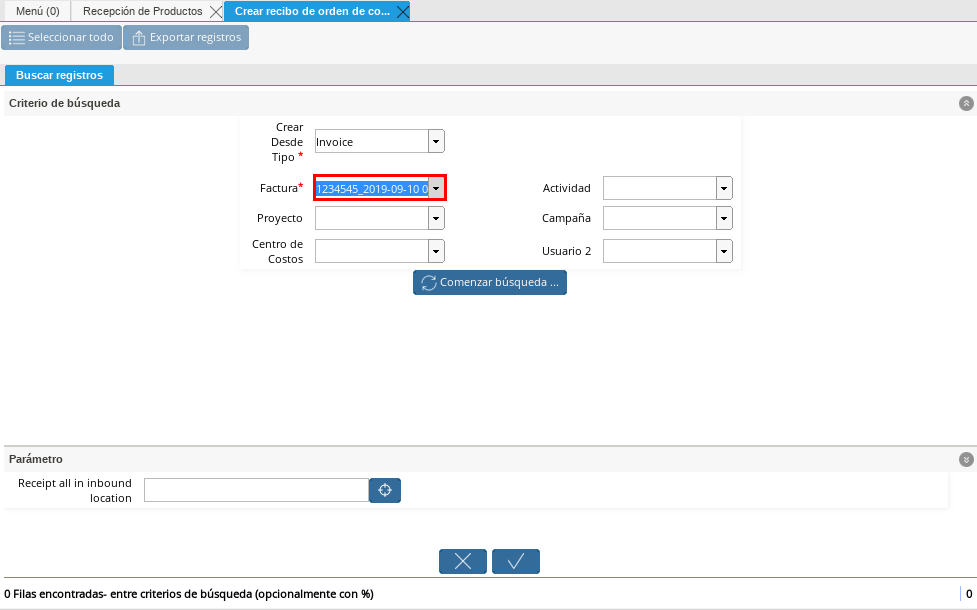 Menú (0)
Recepción de Productos
Crear recibo de orden de co...
Seleccionar todo
Exportar registros
Buscar registros
Criterio de búsqueda
Crear
Desde
Tipo *
Invoice
Factura*
1234545_2019-09-10 0
Actividad
Proyecto
Campaña
Centro de
Costos
Usuario 2
Comenzar búsqueda ...
Parámetro
Receipt all in inbound
location
0 Filas encontradas- entre criterios de búsqueda (opcionalmente con %)
0